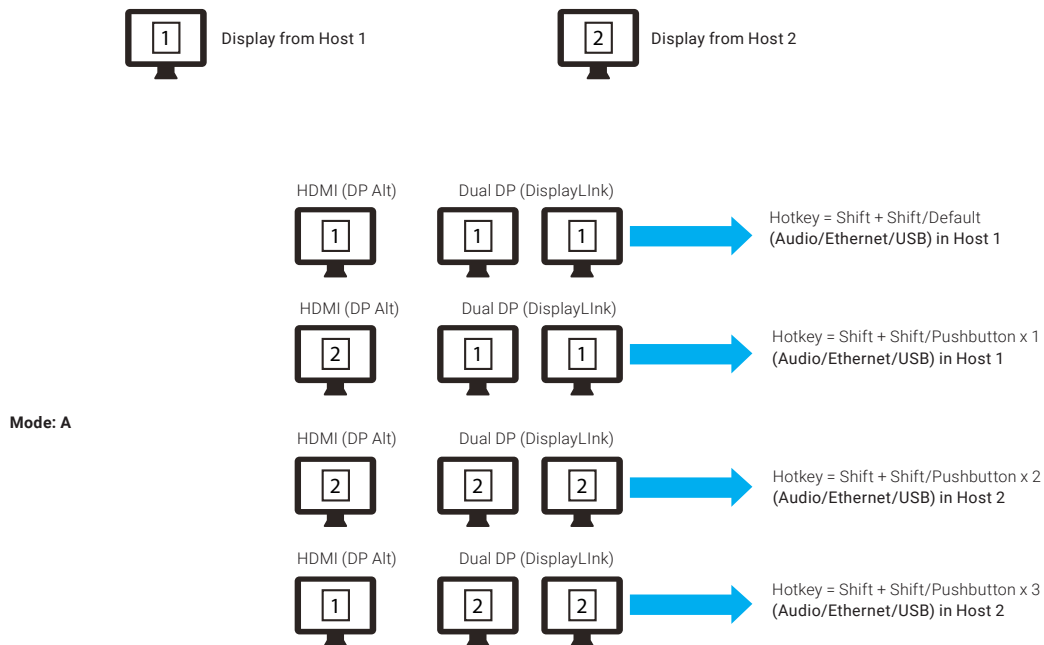 1 Display from Host 1
2 Display from Host 2
HDMI (DP Alt) Dual DP (DisplayLInk)
1 1 1
Hotkey = Shift + Shift/Default
(Audio/Ethernet/USB) in Host 1
HDMI (DP Alt) Dual DP (DisplayLInk)
2 1 1
Hotkey = Shift + Shift/Pushbutton x 1
(Audio/Ethernet/USB) in Host 1
Mode: A
HDMI (DP Alt) Dual DP (DisplayLInk)
2 2 2
Hotkey = Shift + Shift/Pushbutton x 2
(Audio/Ethernet/USB) in Host 2
HDMI (DP Alt) Dual DP (DisplayLInk)
1 2 2
Hotkey = Shift + Shift/Pushbutton x 3
(Audio/Ethernet/USB) in Host 2